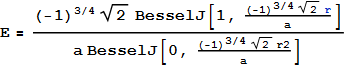 E = ((-1)^3/4 √2 BesselJ[1, ((-1)^3/4 √2 r)/a]) / (a BesselJ[0, ((-1)^3/4 √2 r2)/a])